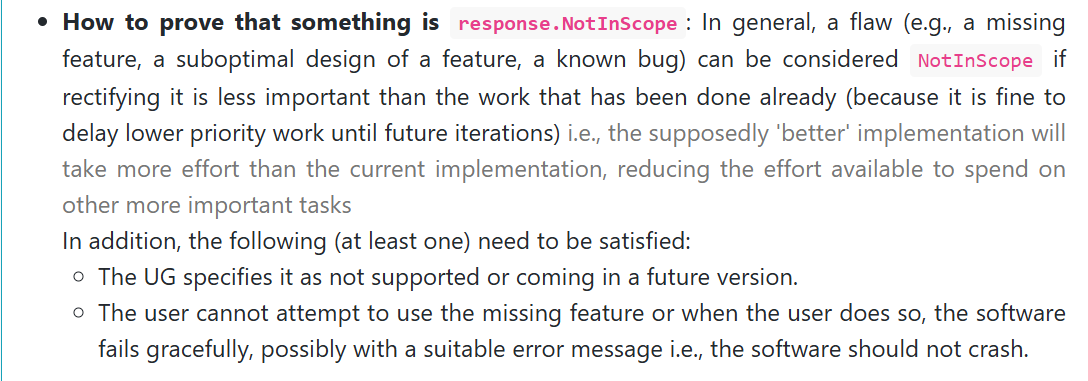 • How to prove that something is response.NotInScope: In general, a flaw (e.g., a missing
feature, a suboptimal design of a feature, a known bug) can be considered NotInScope if
rectifying it is less important than the work that has been done already (because it is fine to
delay lower priority work until future iterations) i.e., the supposedly 'better' implementation will
take more effort than the current implementation, reducing the effort available to spend on
other more important tasks
In addition, the following (at least one) need to be satisfied:
○ The UG specifies it as not supported or coming in a future version.
○ The user cannot attempt to use the missing feature or when the user does so, the software
fails gracefully, possibly with a suitable error message i.e., the software should not crash.